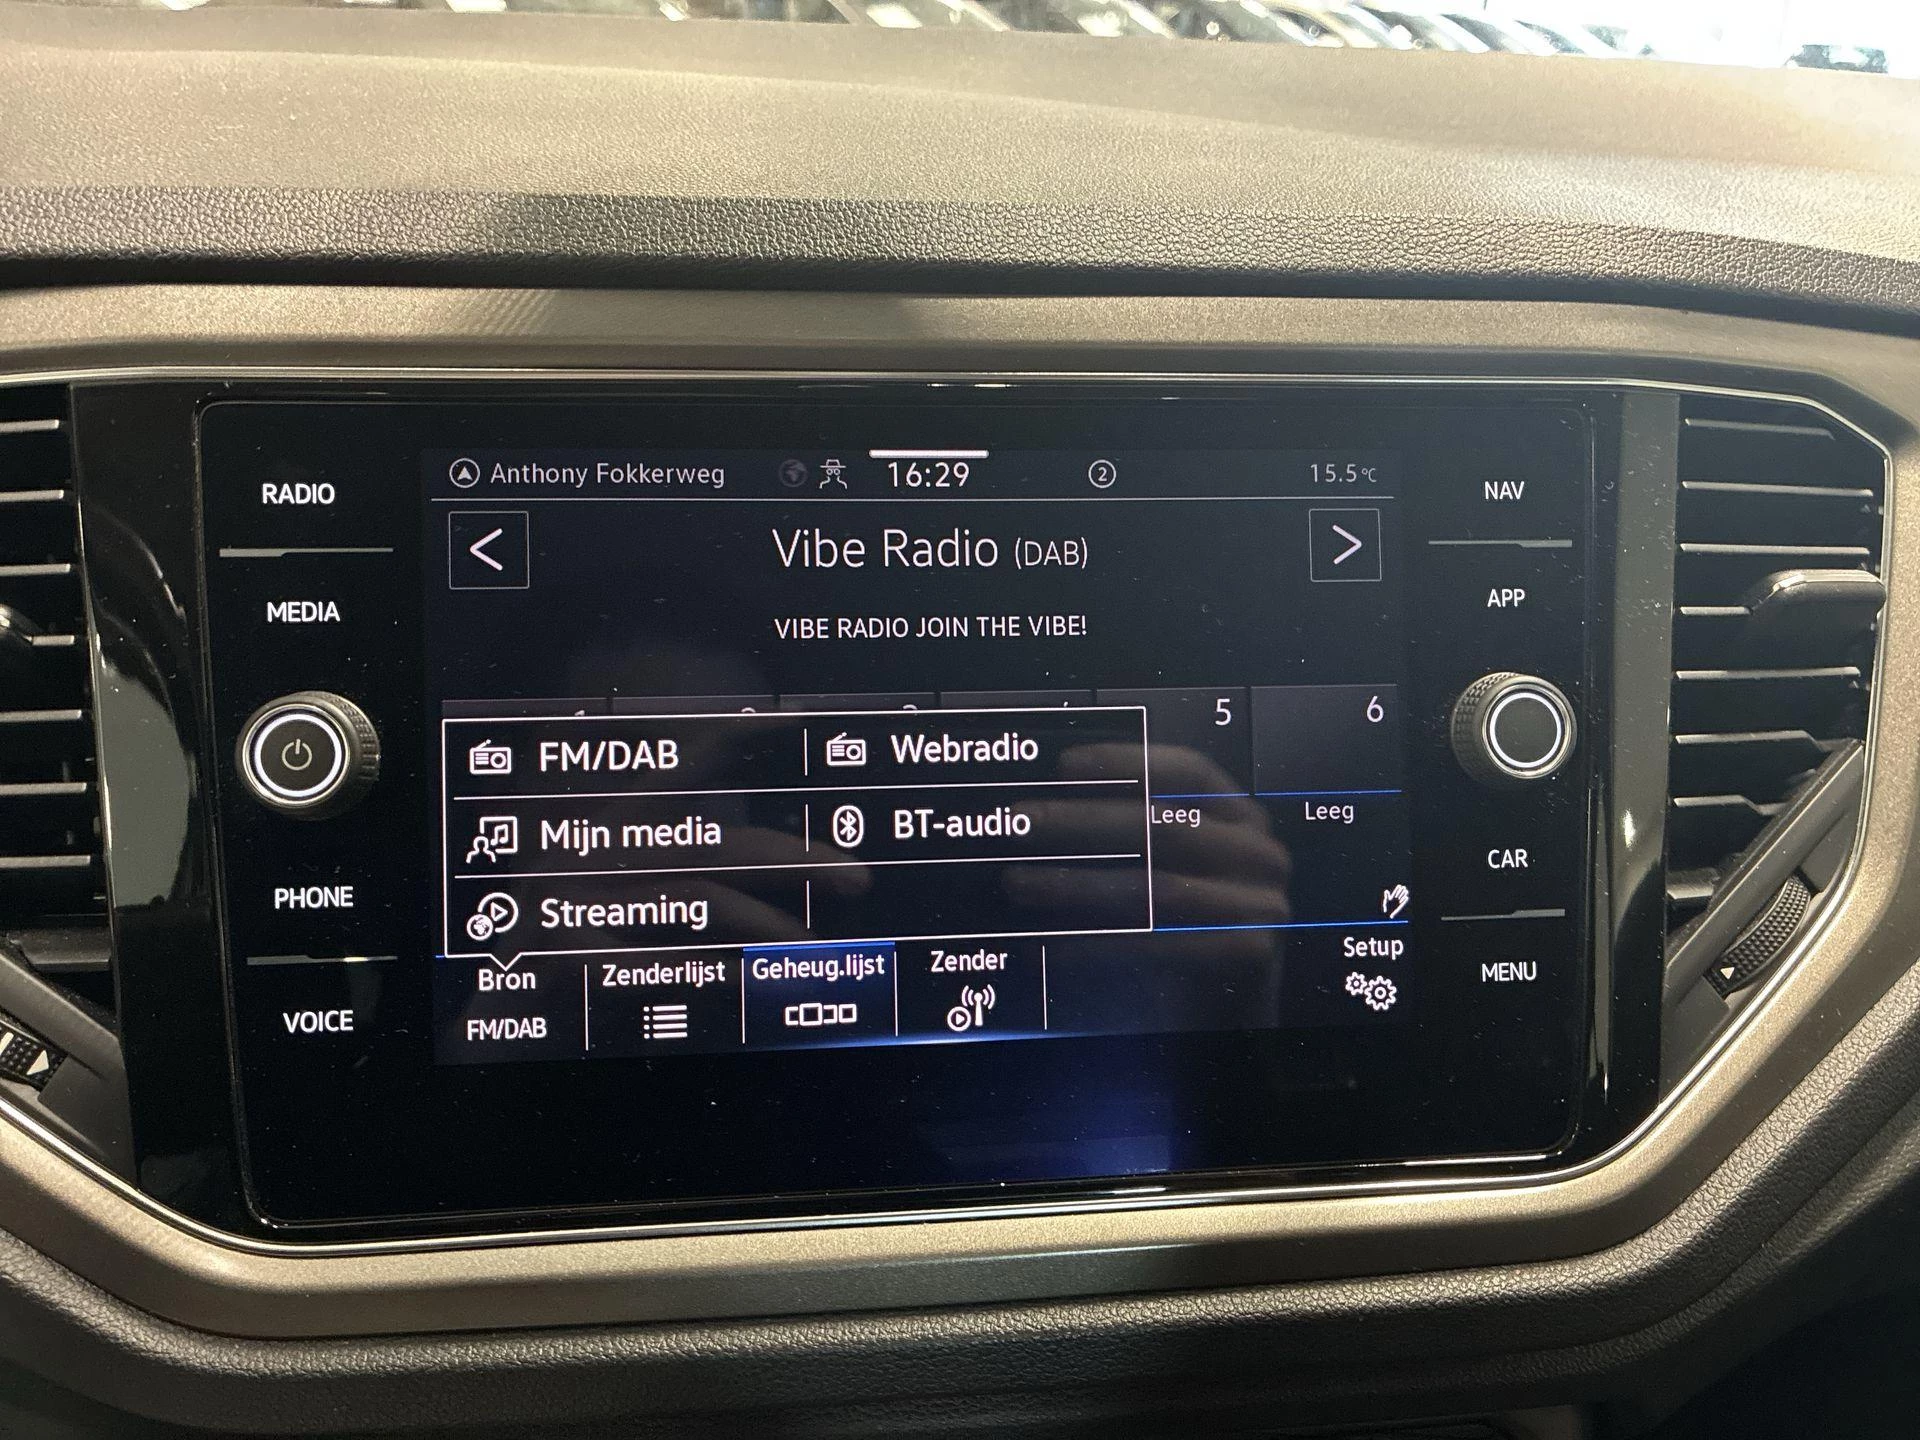 Anthony Fokkerweg 16:29 2 15.5°C
RADIO
NAV
Vibe Radio (DAB)
MEDIA
APP
VIBE RADIO JOIN THE VIBE!
5 6
FM/DAB Webradio
Leeg Leeg
Mijn media BT-audio
CAR
PHONE
Streaming
Setup
Bron Zenderlijst Geheug.lijst Zender
MENU
FM/DAB
VOICE